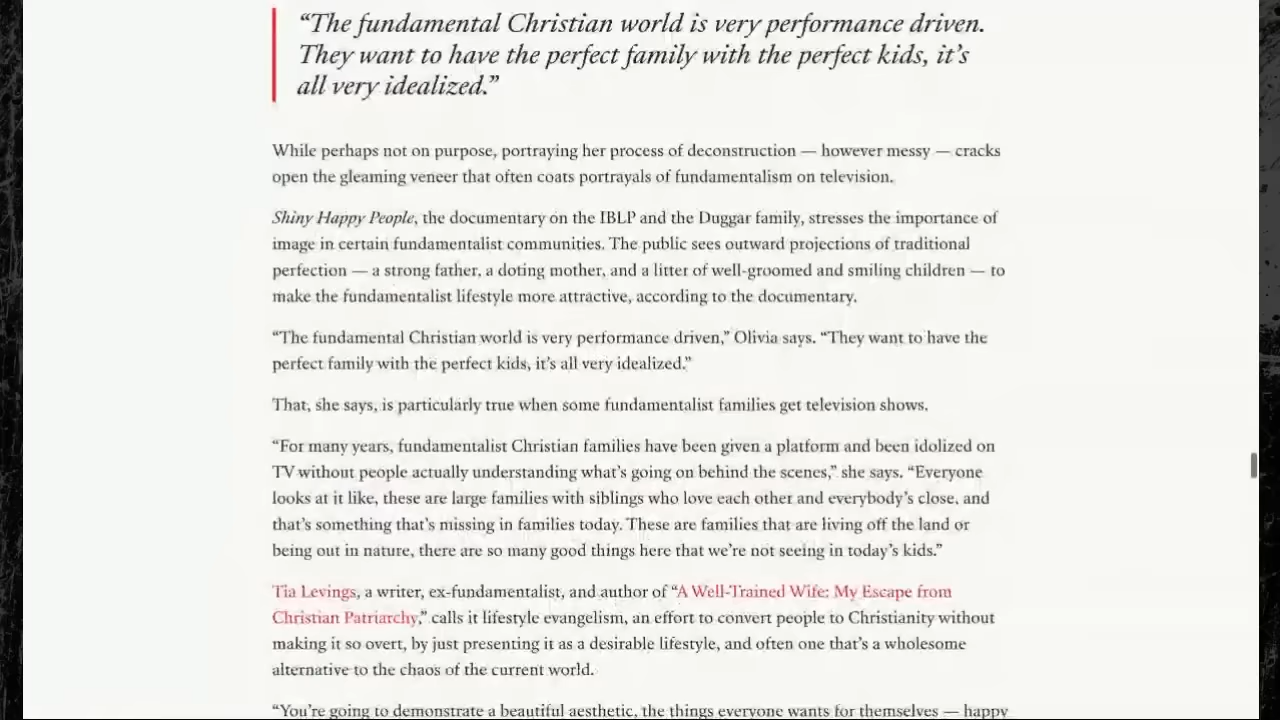 “The fundamental Christian world is very performance driven.
They want to have the perfect family with the perfect kids, it’s
all very idealized.”
While perhaps not on purpose, portraying her process of deconstruction — however messy — cracks
open the gleaming veneer that often coats portrayals of fundamentalism on television.
Shiny Happy People, the documentary on the IBLP and the Duggar family, stresses the importance of
image in certain fundamentalist communities. The public sees outward projections of traditional
perfection — a strong father, a doting mother, and a litter of well-groomed and smiling children — to
make the fundamentalist lifestyle more attractive, according to the documentary.
“The fundamental Christian world is very performance driven,” Olivia says. “They want to have the
perfect family with the perfect kids, it’s all very idealized.”
That, she says, is particularly true when some fundamentalist families get television shows.
“For many years, fundamentalist Christian families have been given a platform and been idolized on
TV without people actually understanding what’s going on behind the scenes,” she says. “Everyone
looks at it like, these are large families with siblings who love each other and everybody’s close, and
that’s something that’s missing in families today. These are families that are living off the land or
being out in nature, there are so many good things here that we’re not seeing in today’s kids.”
Tia Levings, a writer, ex-fundamentalist, and author of “A Well-Trained Wife: My Escape from
Christian Patriarchy,” calls it lifestyle evangelism, an effort to convert people to Christianity without
making it so overt, by just presenting it as a desirable lifestyle, and often one that’s a wholesome
alternative to the chaos of the current world.
“You’re going to demonstrate a beautiful aesthetic, the things everyone wants for themselves — happy